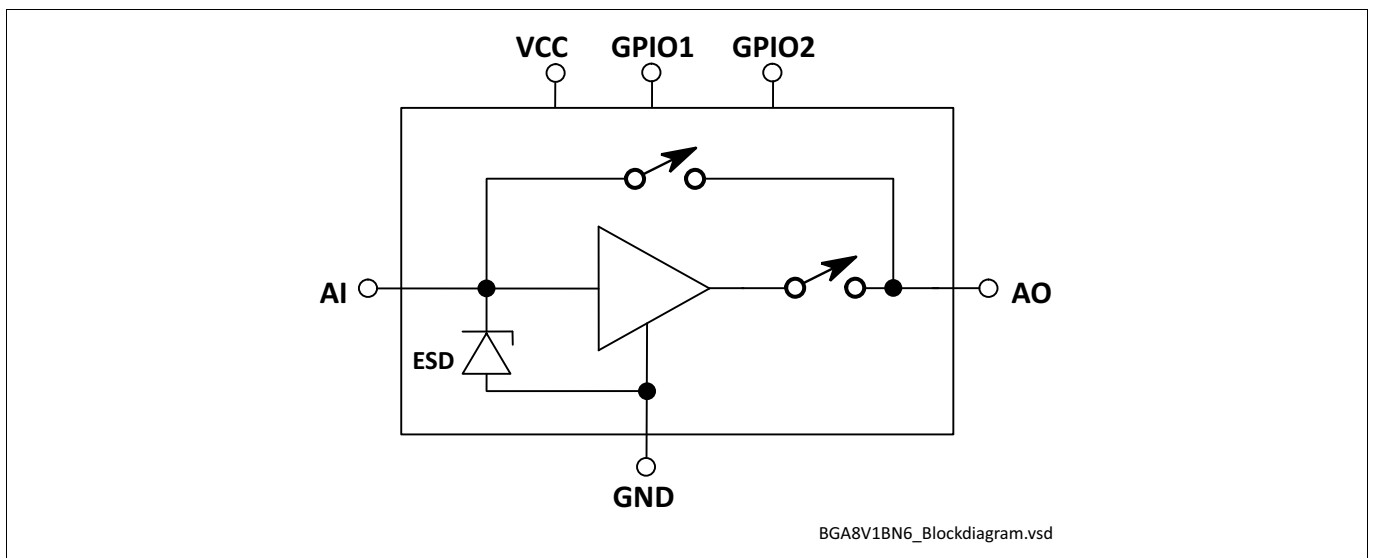 VCC GPIO1 GPIO2
AI
AO
ESD
GND
BGA8V1BN6_Blockdiagram.vsd